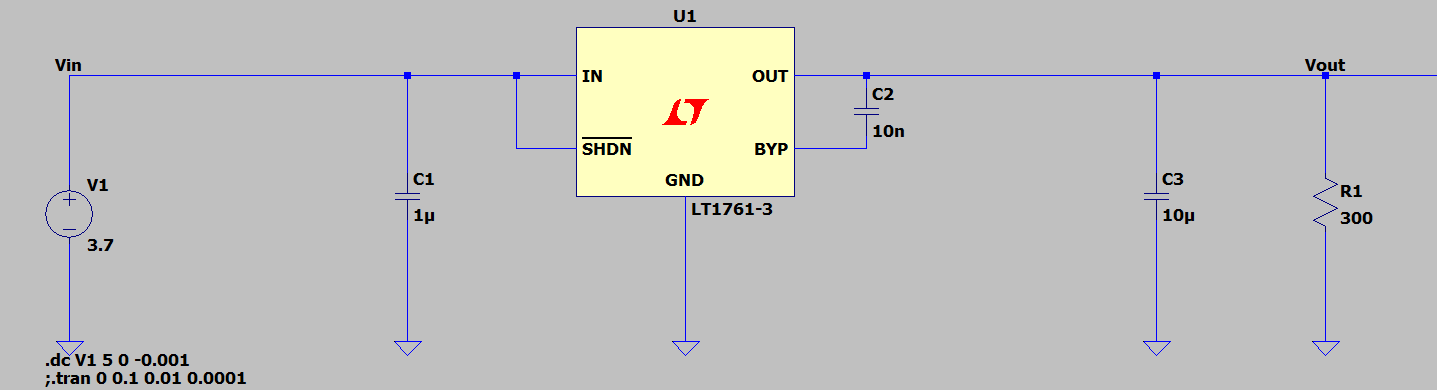 U1
Vin
IN
OUT
Vout
C2
10n
SHDN
BYP
GND
C1
1µ
V1
3.7
C3
10µ
R1
300
LT1761-3
.dc V1 5 0 -0.001
;.tran 0 0.1 0.01 0.0001